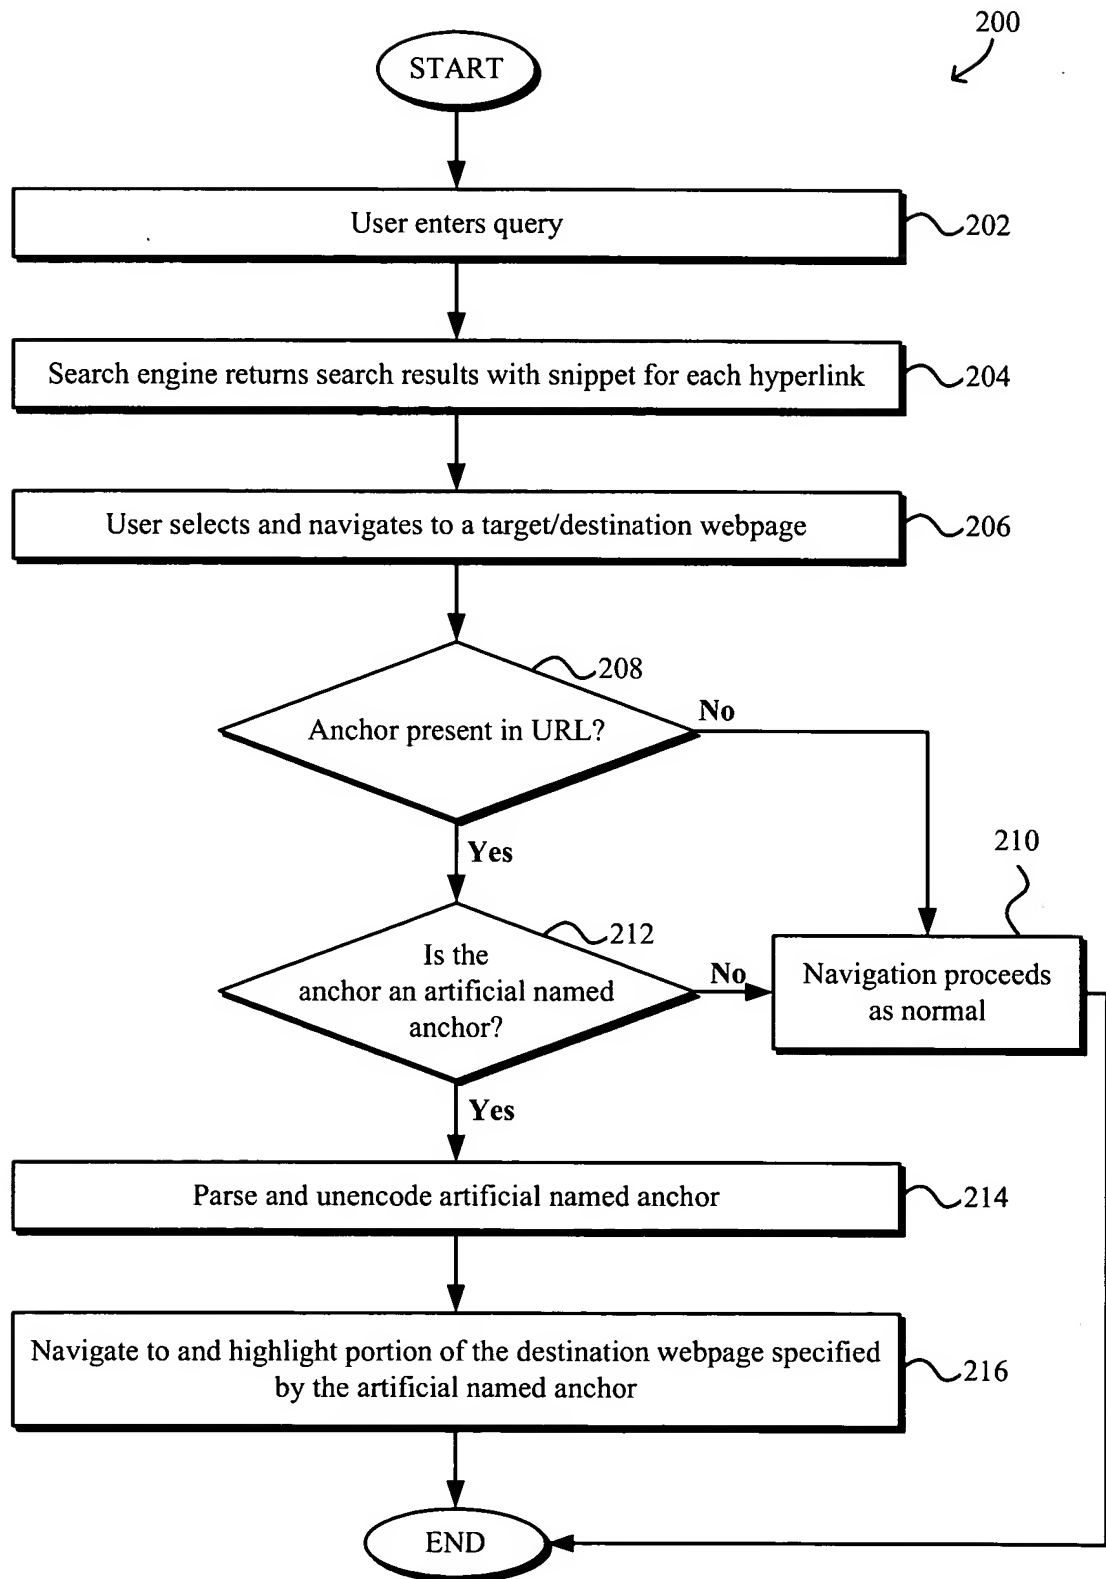 200
START
User enters query
202
Search engine returns search results with snippet for each hyperlink
204
User selects and navigates to a target/destination webpage
206
208
Anchor present in URL?
No
Yes
210
212
Is the
anchor an artificial named
anchor?
No
Navigation proceeds
as normal
Yes
Parse and unencode artificial named anchor
214
Navigate to and highlight portion of the destination webpage specified
by the artificial named anchor
216
END